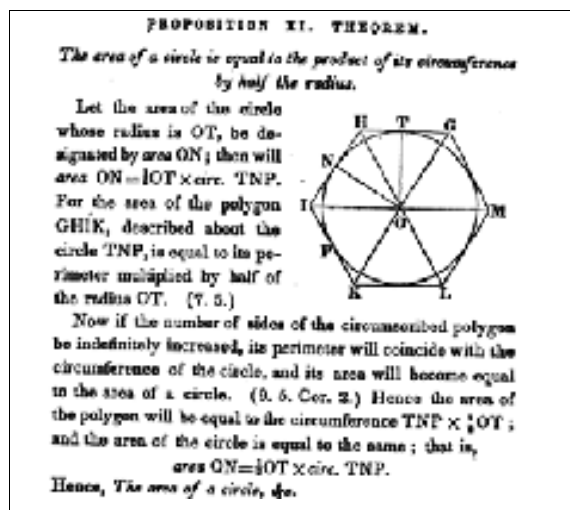 PROPOSITION XI. THEOREM.
The area of a circle is equal to the product of its circumference
by half the radius.
Let the area of the circle
whose radius is OT, be de-
signated by area ON; then will
area ON=½OT×circ. TNP.
For the area of the polygon
GHIK, described about the
circle TNP, is equal to its pe-
rimeter multiplied by half of
the radius OT. (7. 5.)
H T G
N
I O M
P
K L
Now if the number of sides of the circumscribed polygon
be indefinitely increased, its perimeter will coincide with the
circumference of the circle, and its area will become equal
to the area of a circle. (9. 5. Cor. 2.) Hence the area of
the polygon will be equal to the circumference TNP × ½OT;
and the area of the circle is equal to the same; that is,
area ON=½OT×circ. TNP.
Hence, The area of a circle, &c.